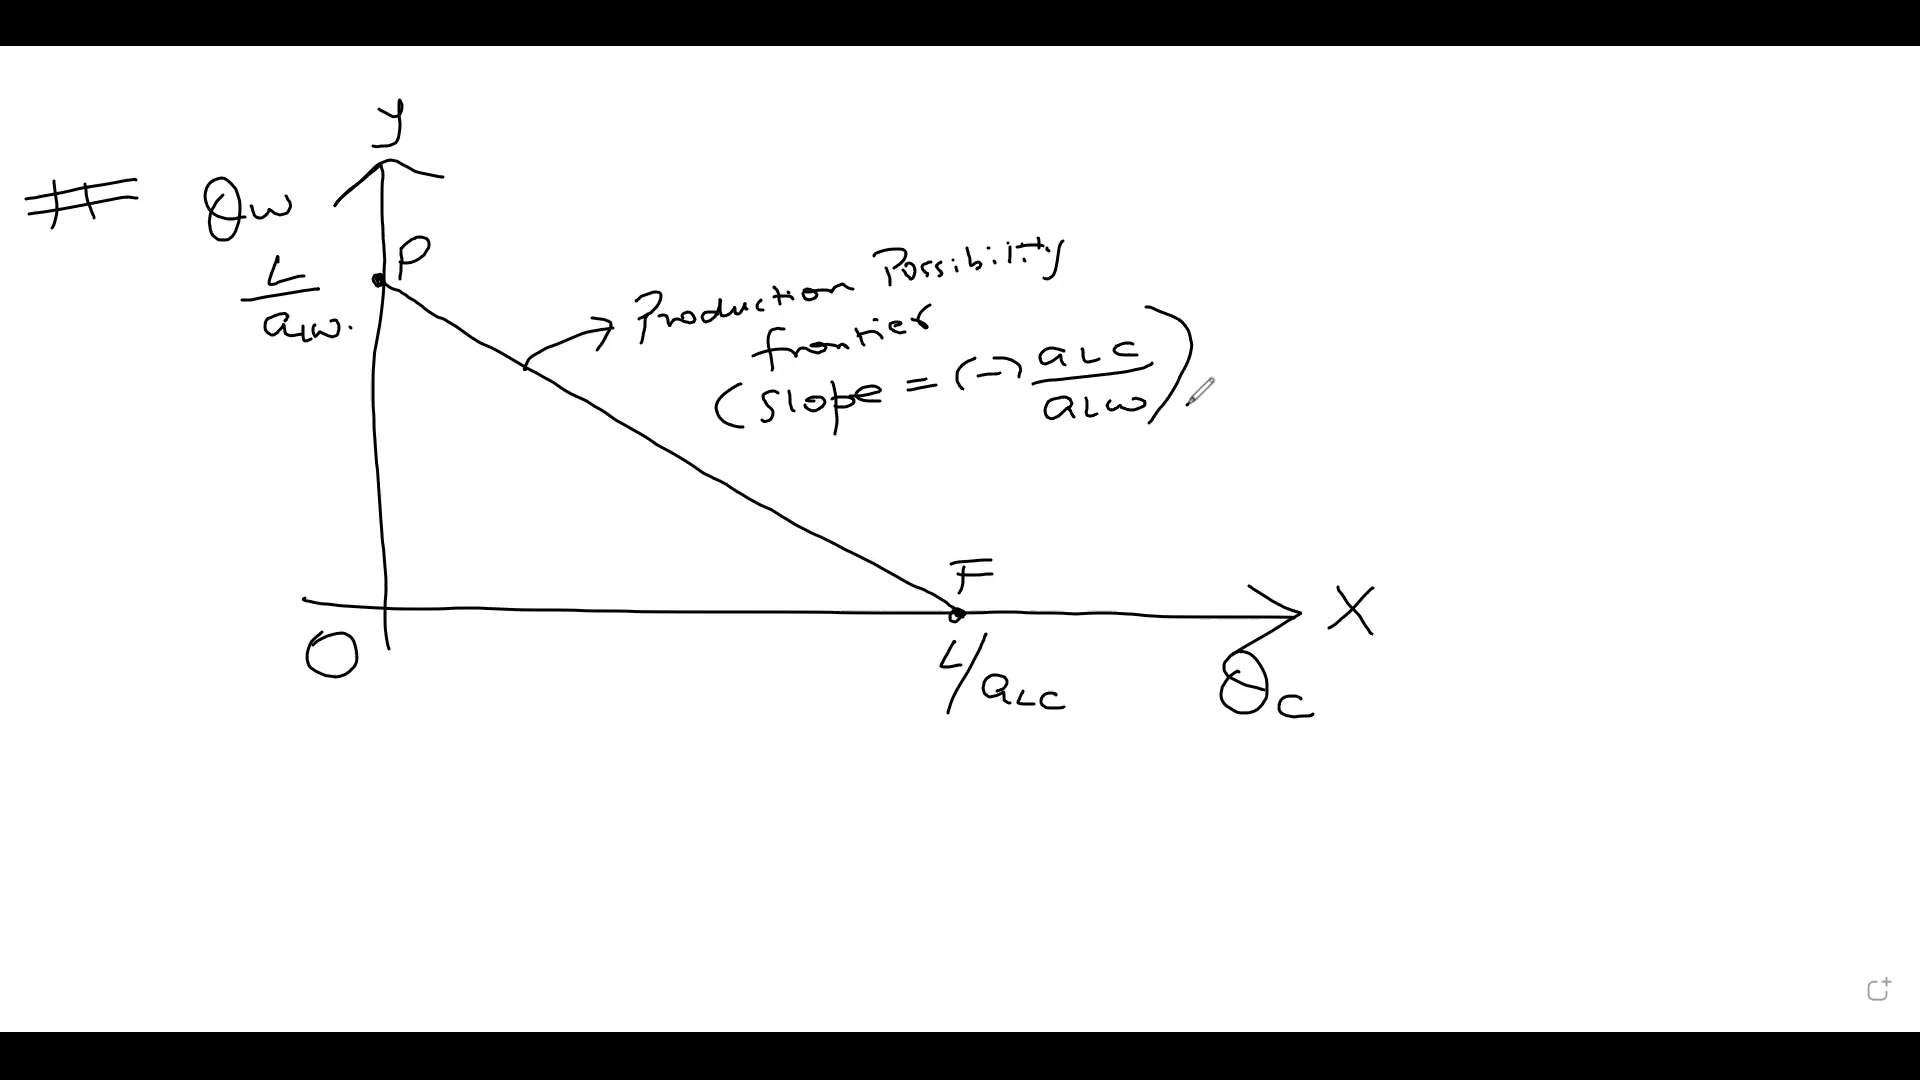 y
# Qw
P
L/aLw.
Production Possibility
frontier
(slope = (-) aLC/aLw)
F
O
L/aLC
X
QC